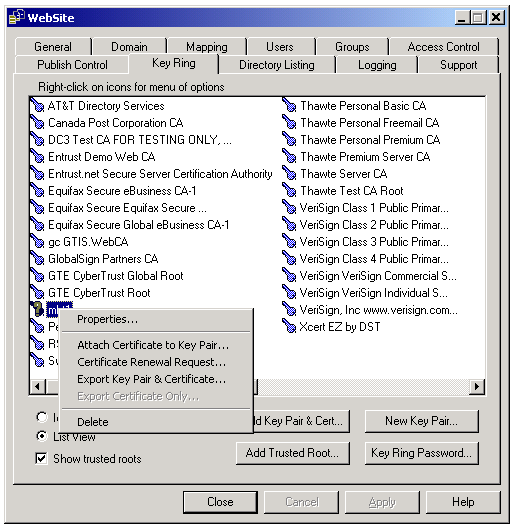 WebSite
General Domain Mapping Users Groups Access Control
Publish Control Key Ring Directory Listing Logging Support
Right-click on icons for menu of options
AT&T Directory Services
Canada Post Corporation CA
DC3 Test CA FOR TESTING ONLY, ...
Entrust Demo Web CA
Entrust.net Secure Server Certification Authority
Equifax Secure eBusiness CA-1
Equifax Secure Equifax Secure ...
Equifax Secure Global eBusiness CA-1
gc GTIS.WebCA
GlobalSign Partners CA
GTE CyberTrust Global Root
GTE CyberTrust Root
Thawte Personal Basic CA
Thawte Personal Freemail CA
Thawte Personal Premium CA
Thawte Premium Server CA
Thawte Server CA
Thawte Test CA Root
VeriSign Class 1 Public Primar...
VeriSign Class 2 Public Primar...
VeriSign Class 3 Public Primar...
VeriSign Class 4 Public Primar...
VeriSign VeriSign Commercial S...
VeriSign VeriSign Individual S...
VeriSign, Inc www.verisign.com...
Xcert EZ by DST
Properties...
Attach Certificate to Key Pair...
Certificate Renewal Request...
Export Key Pair & Certificate...
Export Certificate Only...
Delete
List View
Show trusted roots
Key Pair & Cert... New Key Pair...
Add Trusted Root... Key Ring Password...
Close Cancel Apply Help